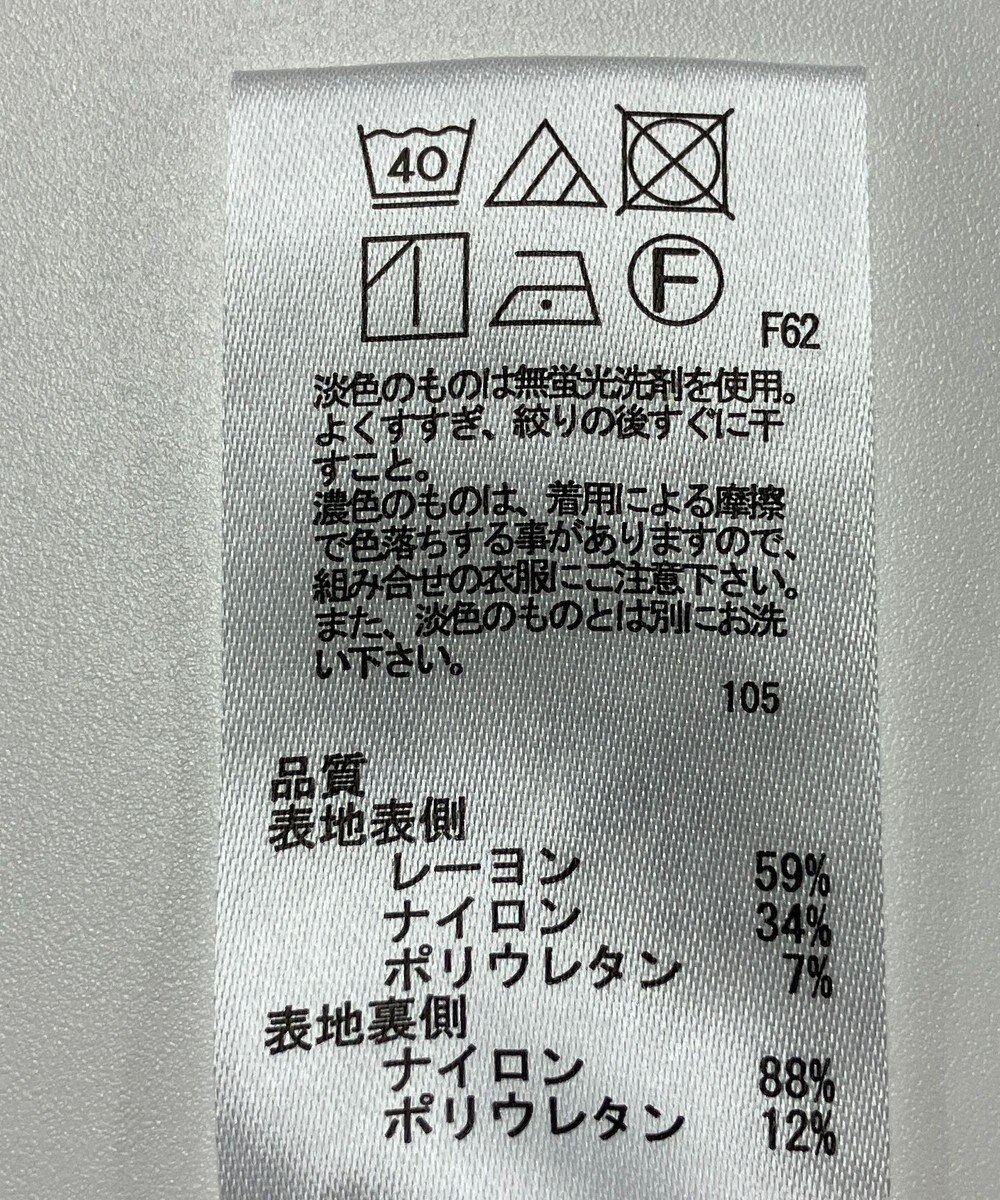 40
F
F62
淡色のものは無蛍光洗剤を使用。
よくすすぎ、絞りの後すぐに干
すこと。
濃色のものは、着用による摩擦
で色落ちする事がありますので、
組み合せの衣服にご注意下さい。
また、淡色のものとは別にお洗
い下さい。
105
品質
表地表側
レーヨン 59%
ナイロン 34%
ポリウレタン 7%
表地裏側
ナイロン 88%
ポリウレタン 12%